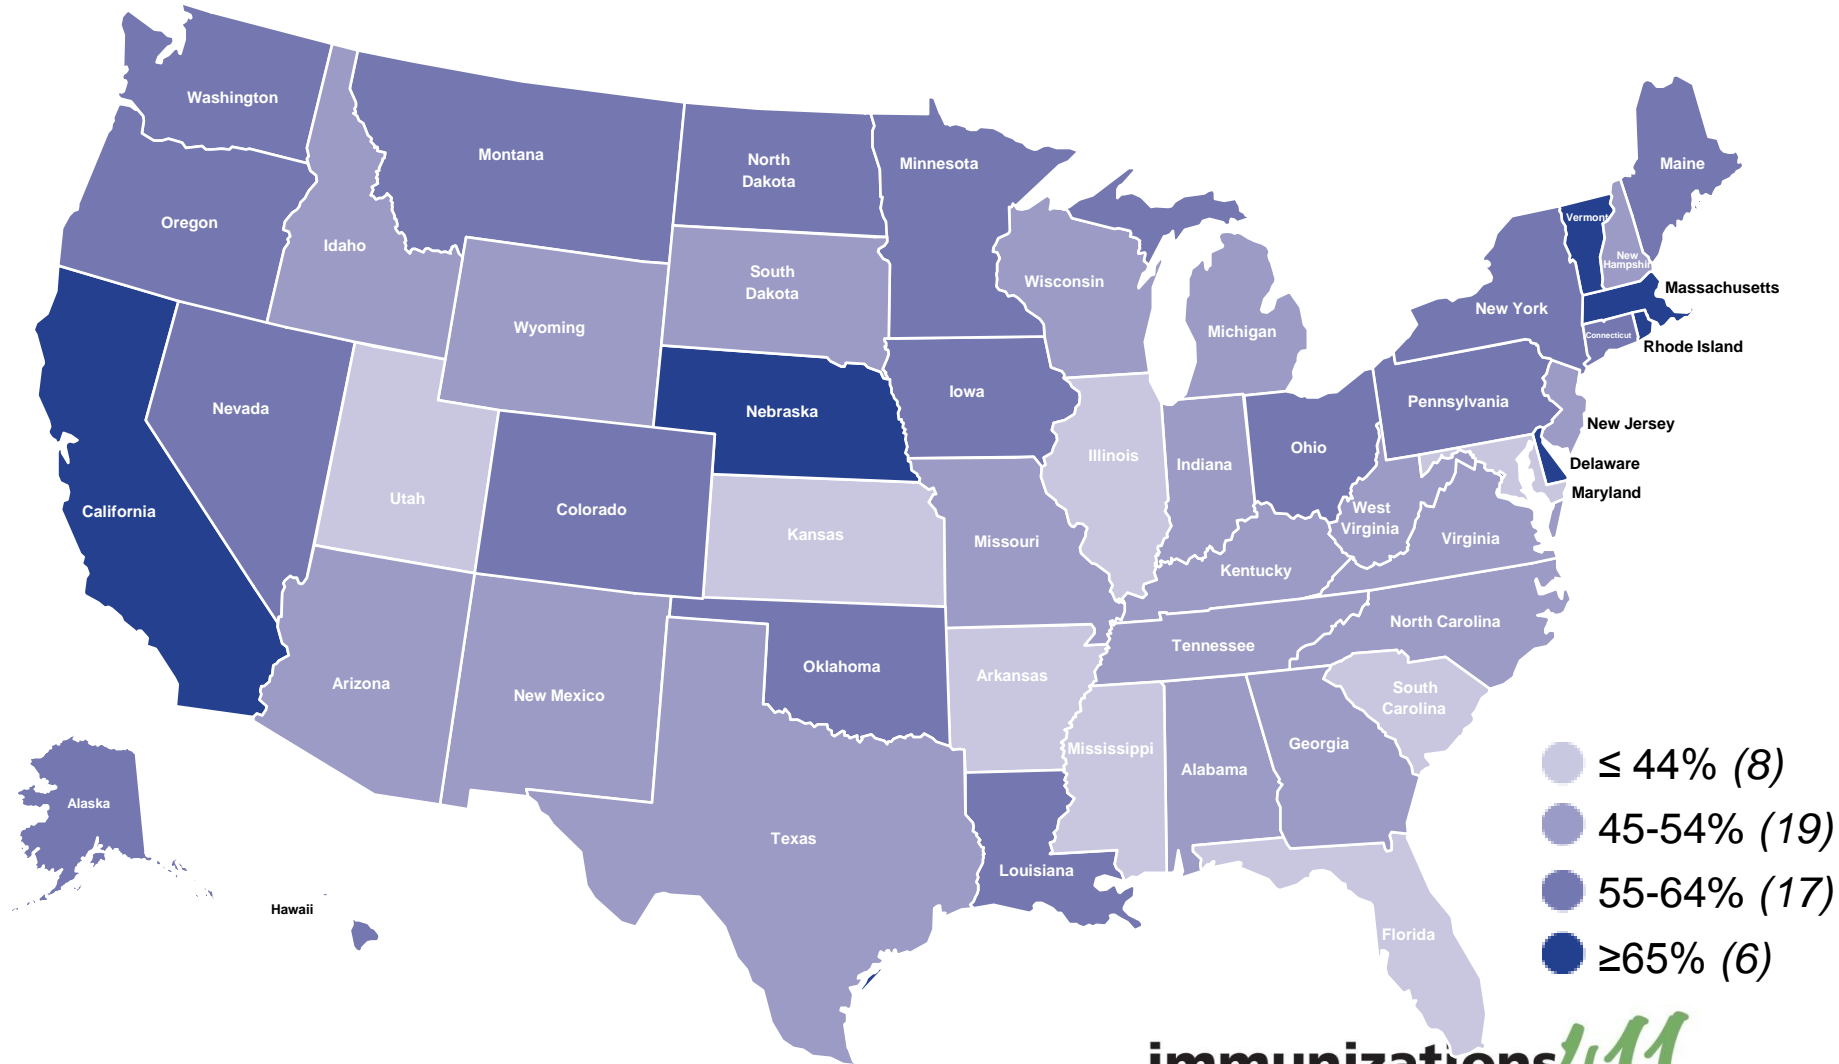 Washington
Montana
North
Dakota
Minnesota
Maine
Oregon
Idaho
South
Dakota
Wisconsin
Vermont
New
Hampshir
Massachusetts
Wyoming
Michigan
New York
Connecticut
Rhode Island
Nevada
Nebraska
Iowa
Pennsylvania
New Jersey
Utah
Colorado
California
Illinois
Indiana
Ohio
Delaware
Maryland
West
Virginia
Virginia
Kansas
Missouri
Kentucky
North Carolina
Tennessee
Arizona
New Mexico
Oklahoma
Arkansas
South
Carolina
Mississippi
Alabama
Georgia
Alaska
Hawaii
Texas
Louisiana
Florida
≤ 44% (8)
45-54% (19)
55-64% (17)
≥65% (6)
immunizations411